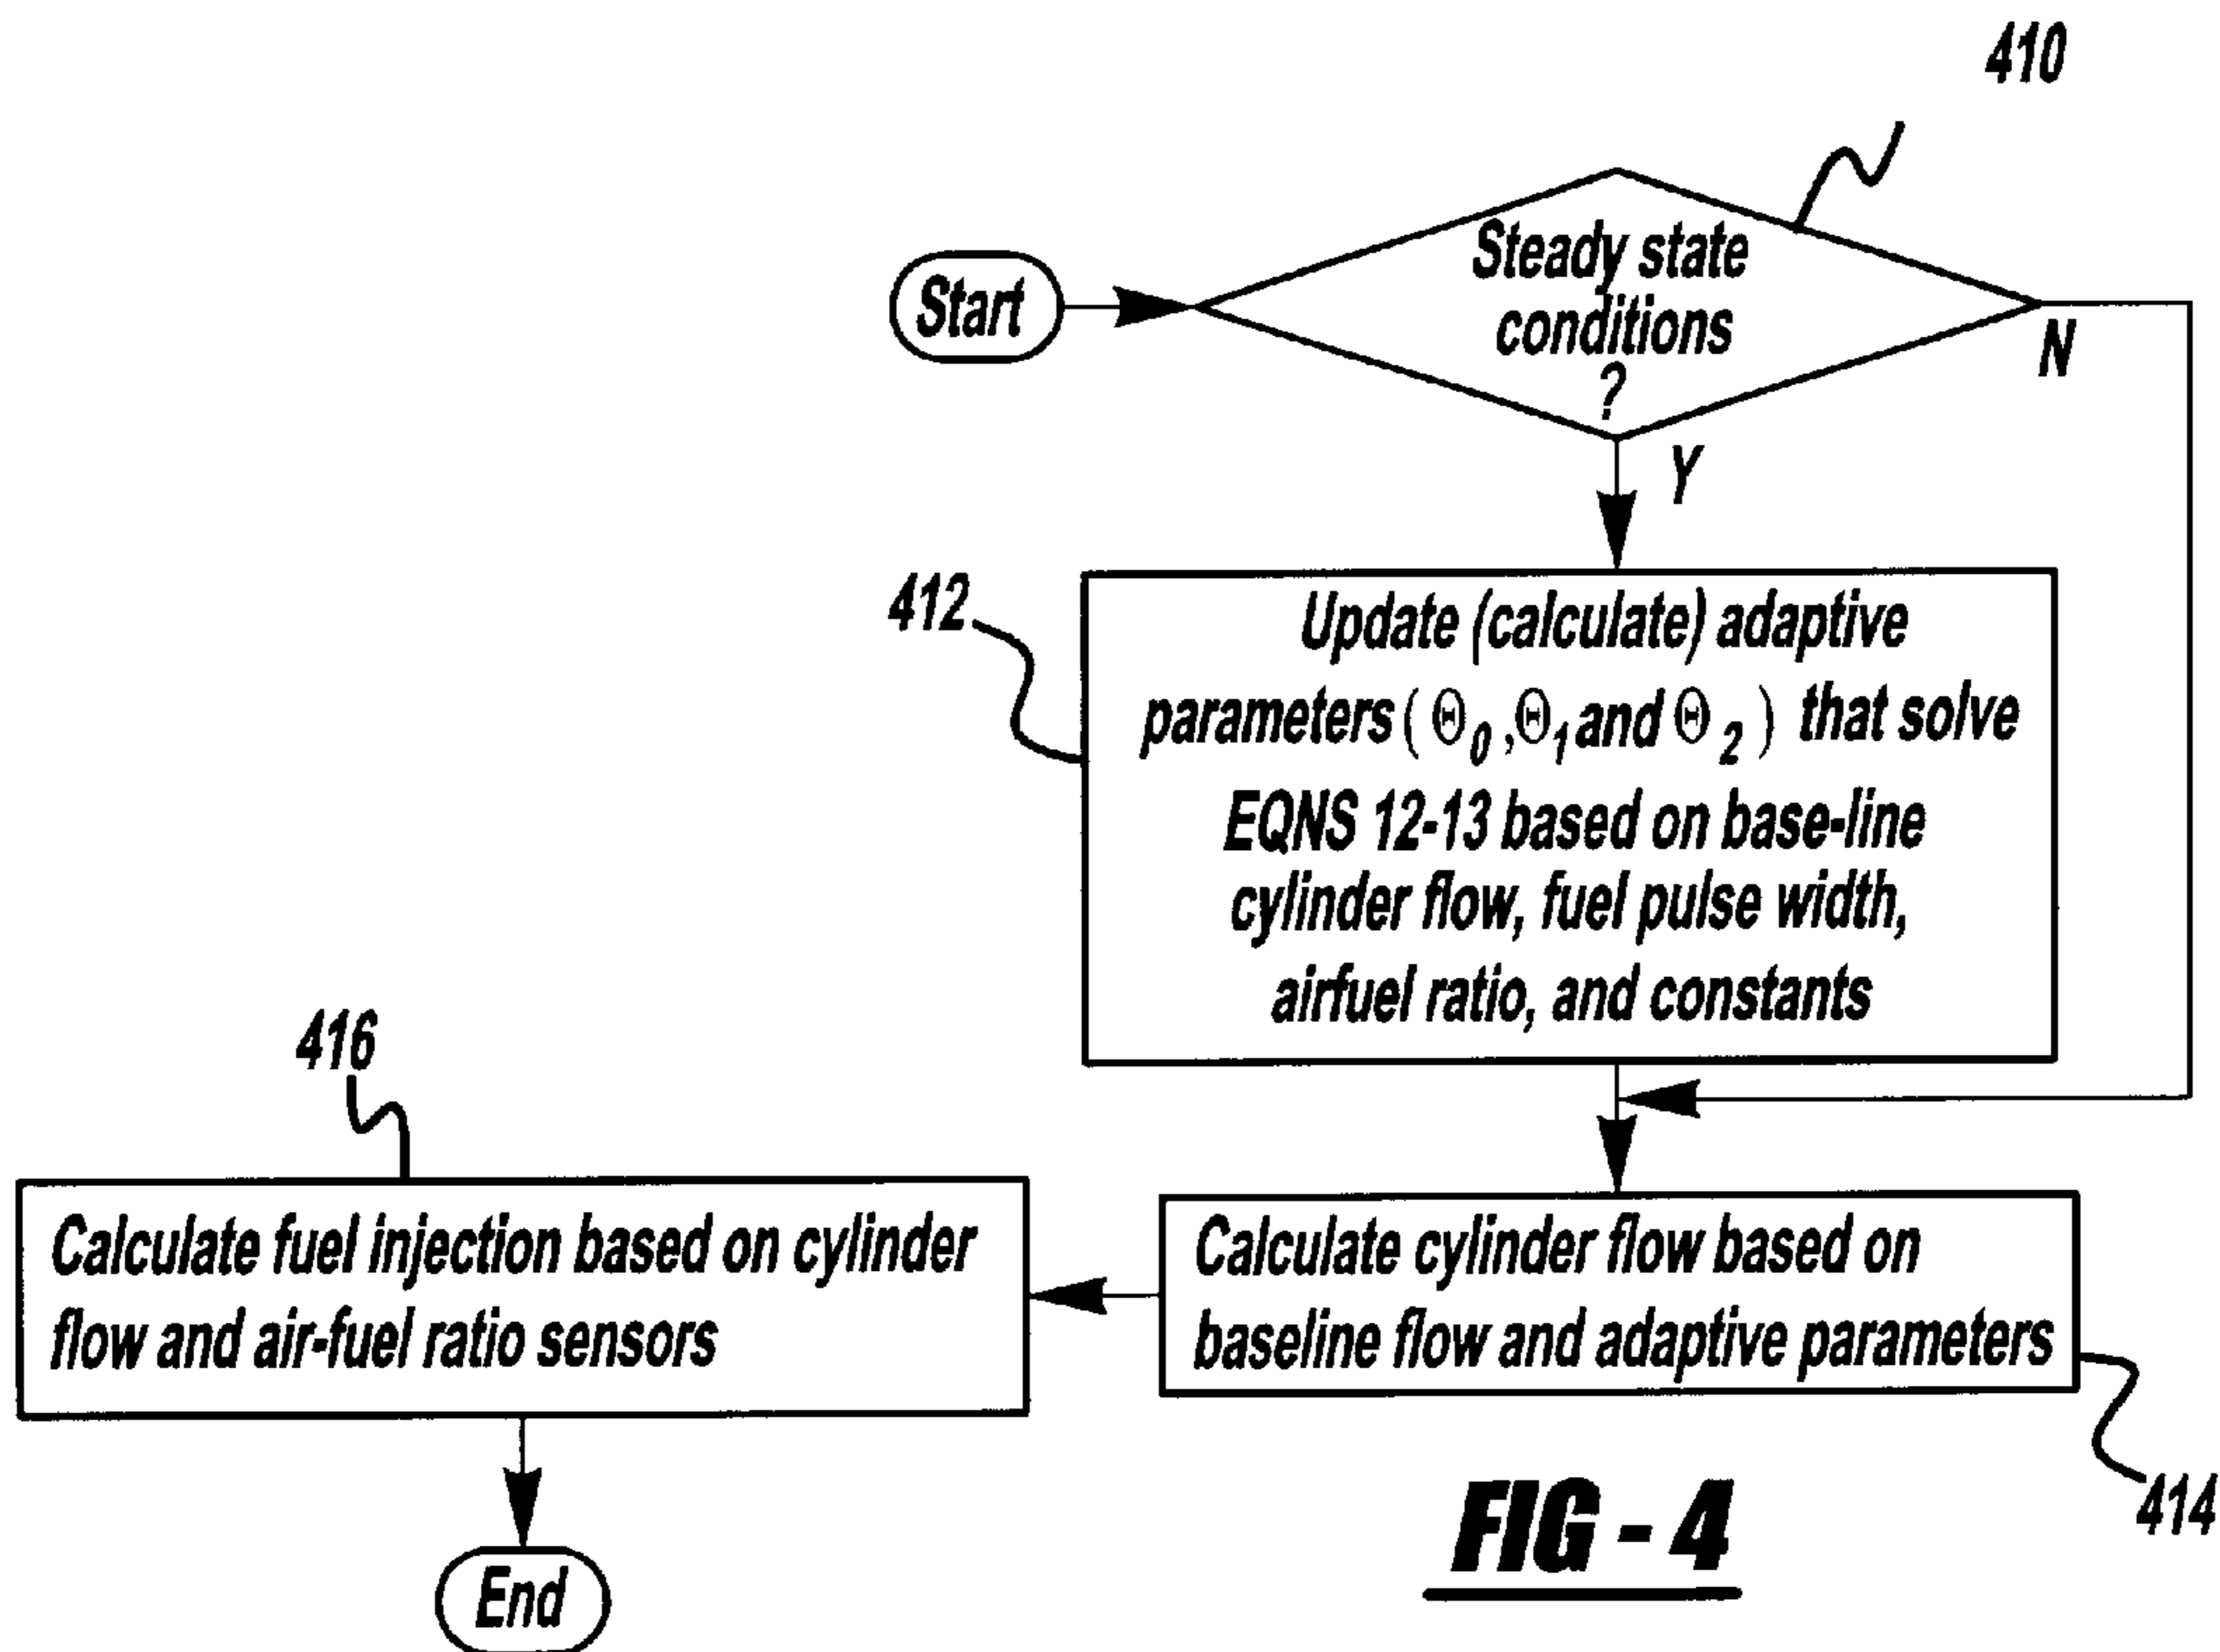 410
Start
Steady state
conditions
?
N
Y
412
Update (calculate) adaptive
parameters (Θ0,Θ1 and Θ2) that solve
EQNS 12-13 based on base-line
cylinder flow, fuel pulse width,
airfuel ratio, and constants
416
Calculate fuel injection based on cylinder
flow and air-fuel ratio sensors
Calculate cylinder flow based on
baseline flow and adaptive parameters
414
End
FIG - 4